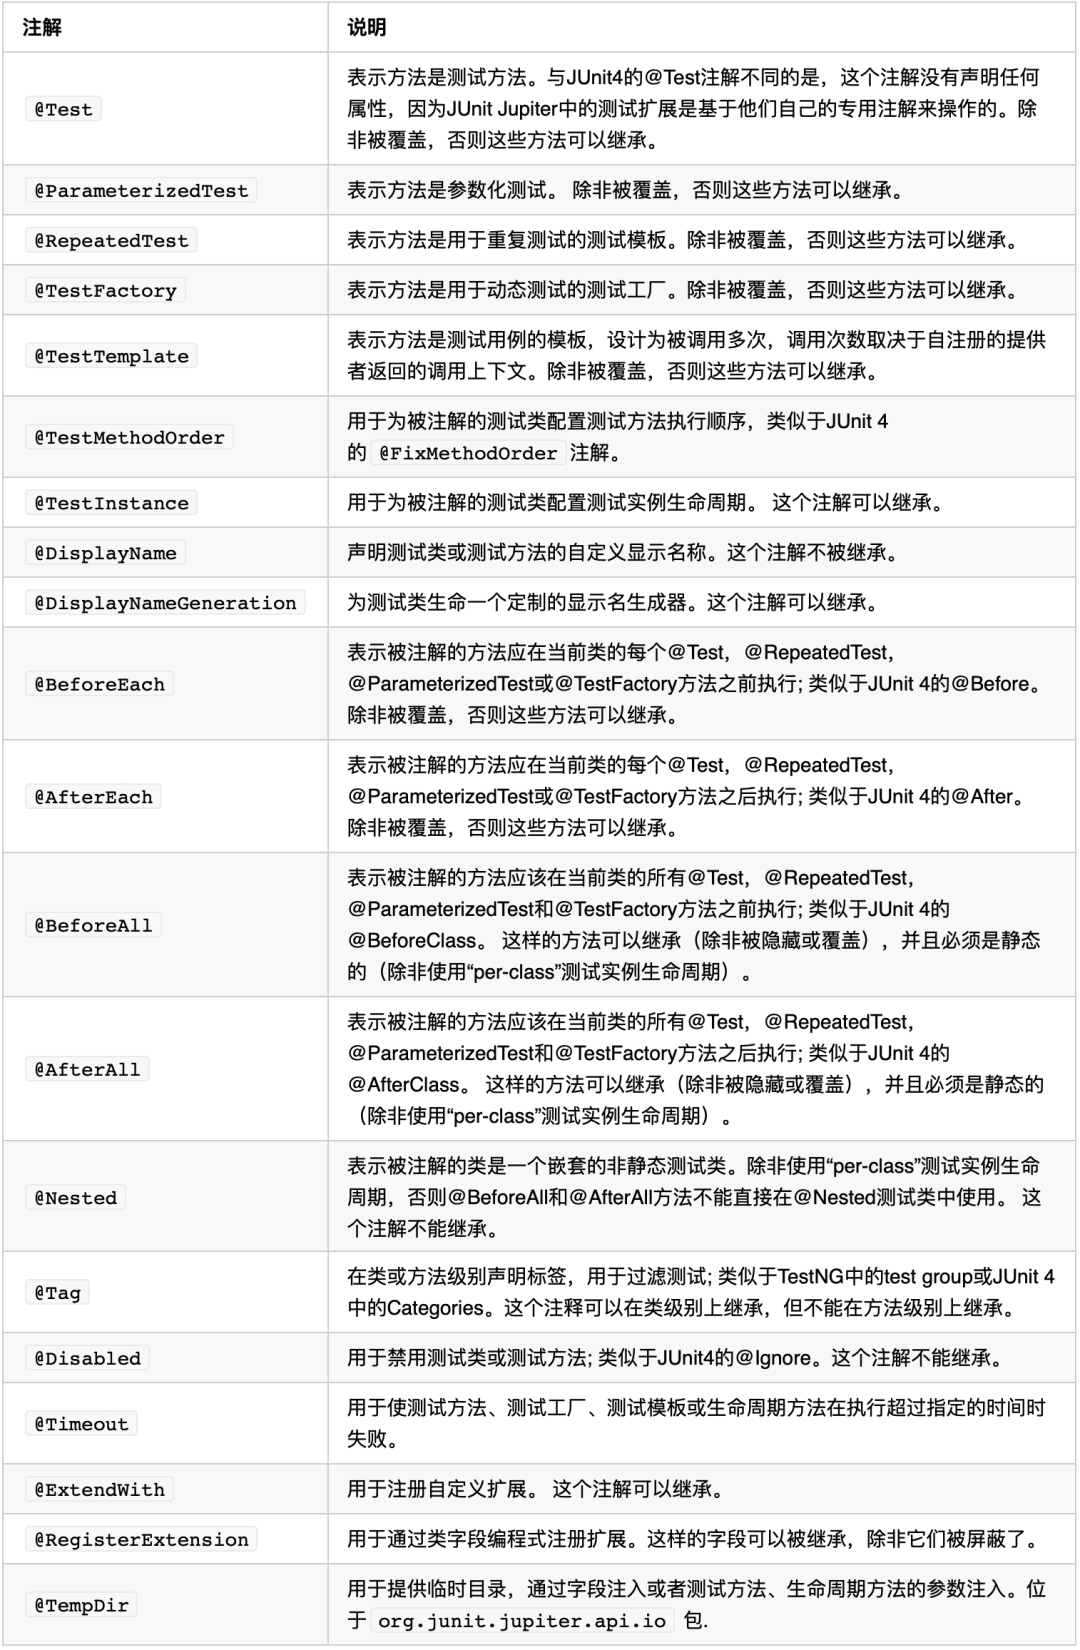 注解 说明
@Test
表示方法是测试方法。与JUnit4的@Test注解不同的是，这个注解没有声明任何
属性，因为JUnit Jupiter中的测试扩展是基于他们自己的专用注解来操作的。除
非被覆盖，否则这些方法可以继承。
@ParameterizedTest 表示方法是参数化测试。 除非被覆盖，否则这些方法可以继承。
@RepeatedTest 表示方法是用于重复测试的测试模板。除非被覆盖，否则这些方法可以继承。
@TestFactory 表示方法是用于动态测试的测试工厂。除非被覆盖，否则这些方法可以继承。
@TestTemplate
表示方法是测试用例的模板，设计为被调用多次，调用次数取决于自注册的提供
者返回的调用上下文。除非被覆盖，否则这些方法可以继承。
@TestMethodOrder
用于为被注解的测试类配置测试方法执行顺序，类似于JUnit 4
的 @FixMethodOrder 注解。
@TestInstance 用于为被注解的测试类配置测试实例生命周期。 这个注解可以继承。
@DisplayName 声明测试类或测试方法的自定义显示名称。这个注解不被继承。
@DisplayNameGeneration 为测试类生命一个定制的显示名生成器。这个注解可以继承。
@BeforeEach
表示被注解的方法应在当前类的每个@Test，@RepeatedTest，
@ParameterizedTest或@TestFactory方法之前执行; 类似于JUnit 4的@Before。
除非被覆盖，否则这些方法可以继承。
@AfterEach
表示被注解的方法应在当前类的每个@Test，@RepeatedTest，
@ParameterizedTest或@TestFactory方法之后执行; 类似于JUnit 4的@After。
除非被覆盖，否则这些方法可以继承。
@BeforeAll
表示被注解的方法应该在当前类的所有@Test，@RepeatedTest，
@ParameterizedTest和@TestFactory方法之前执行; 类似于JUnit 4的
@BeforeClass。 这样的方法可以继承（除非被隐藏或覆盖），并且必须是静态
的（除非使用“per-class”测试实例生命周期）。
@AfterAll
表示被注解的方法应该在当前类的所有@Test，@RepeatedTest，
@ParameterizedTest和@TestFactory方法之后执行; 类似于JUnit 4的
@AfterClass。 这样的方法可以继承（除非被隐藏或覆盖），并且必须是静态的
（除非使用“per-class”测试实例生命周期）。
@Nested
表示被注解的类是一个嵌套的非静态测试类。除非使用“per-class”测试实例生命
周期，否则@BeforeAll和@AfterAll方法不能直接在@Nested测试类中使用。 这
个注解不能继承。
@Tag
在类或方法级别声明标签，用于过滤测试; 类似于TestNG中的test group或JUnit 4
中的Categories。这个注释可以在类级别上继承，但不能在方法级别上继承。
@Disabled 用于禁用测试类或测试方法; 类似于JUnit4的@Ignore。这个注解不能继承。
@Timeout
用于使测试方法、测试工厂、测试模板或生命周期方法在执行超过指定的时间时
失败。
@ExtendWith 用于注册自定义扩展。 这个注解可以继承。
@RegisterExtension 用于通过类字段编程式注册扩展。这样的字段可以被继承，除非它们被屏蔽了。
@TempDir
用于提供临时目录，通过字段注入或者测试方法、生命周期方法的参数注入。位
于 org.junit.jupiter.api.io 包.